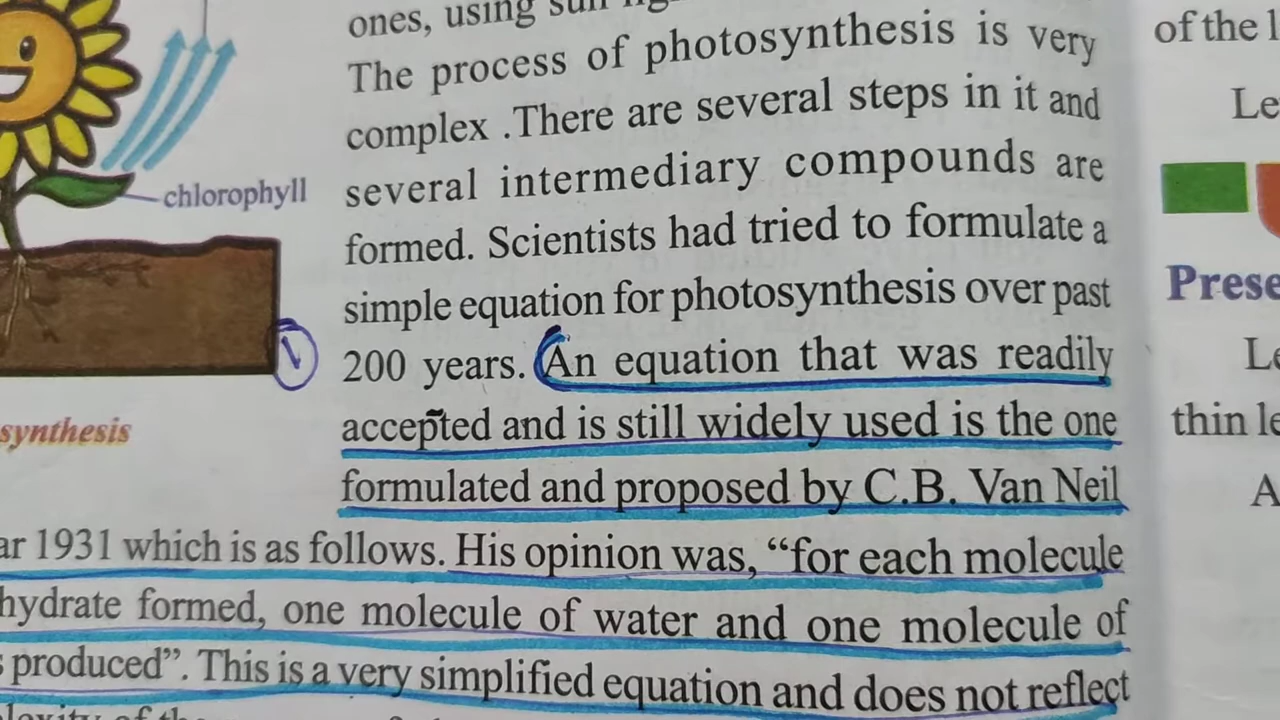 ones, using sun
The process of photosynthesis is very
complex .There are several steps in it and
several intermediary compounds are
formed. Scientists had tried to formulate a
simple equation for photosynthesis over past
200 years. An equation that was readily
accepted and is still widely used is the one
formulated and proposed by C.B. Van Neil
ar 1931 which is as follows. His opinion was, “for each molecule
hydrate formed, one molecule of water and one molecule of
s produced”. This is a very simplified equation and does not reflect
chlorophyll
synthesis
of the l
Le
Prese
Le
thin le
A